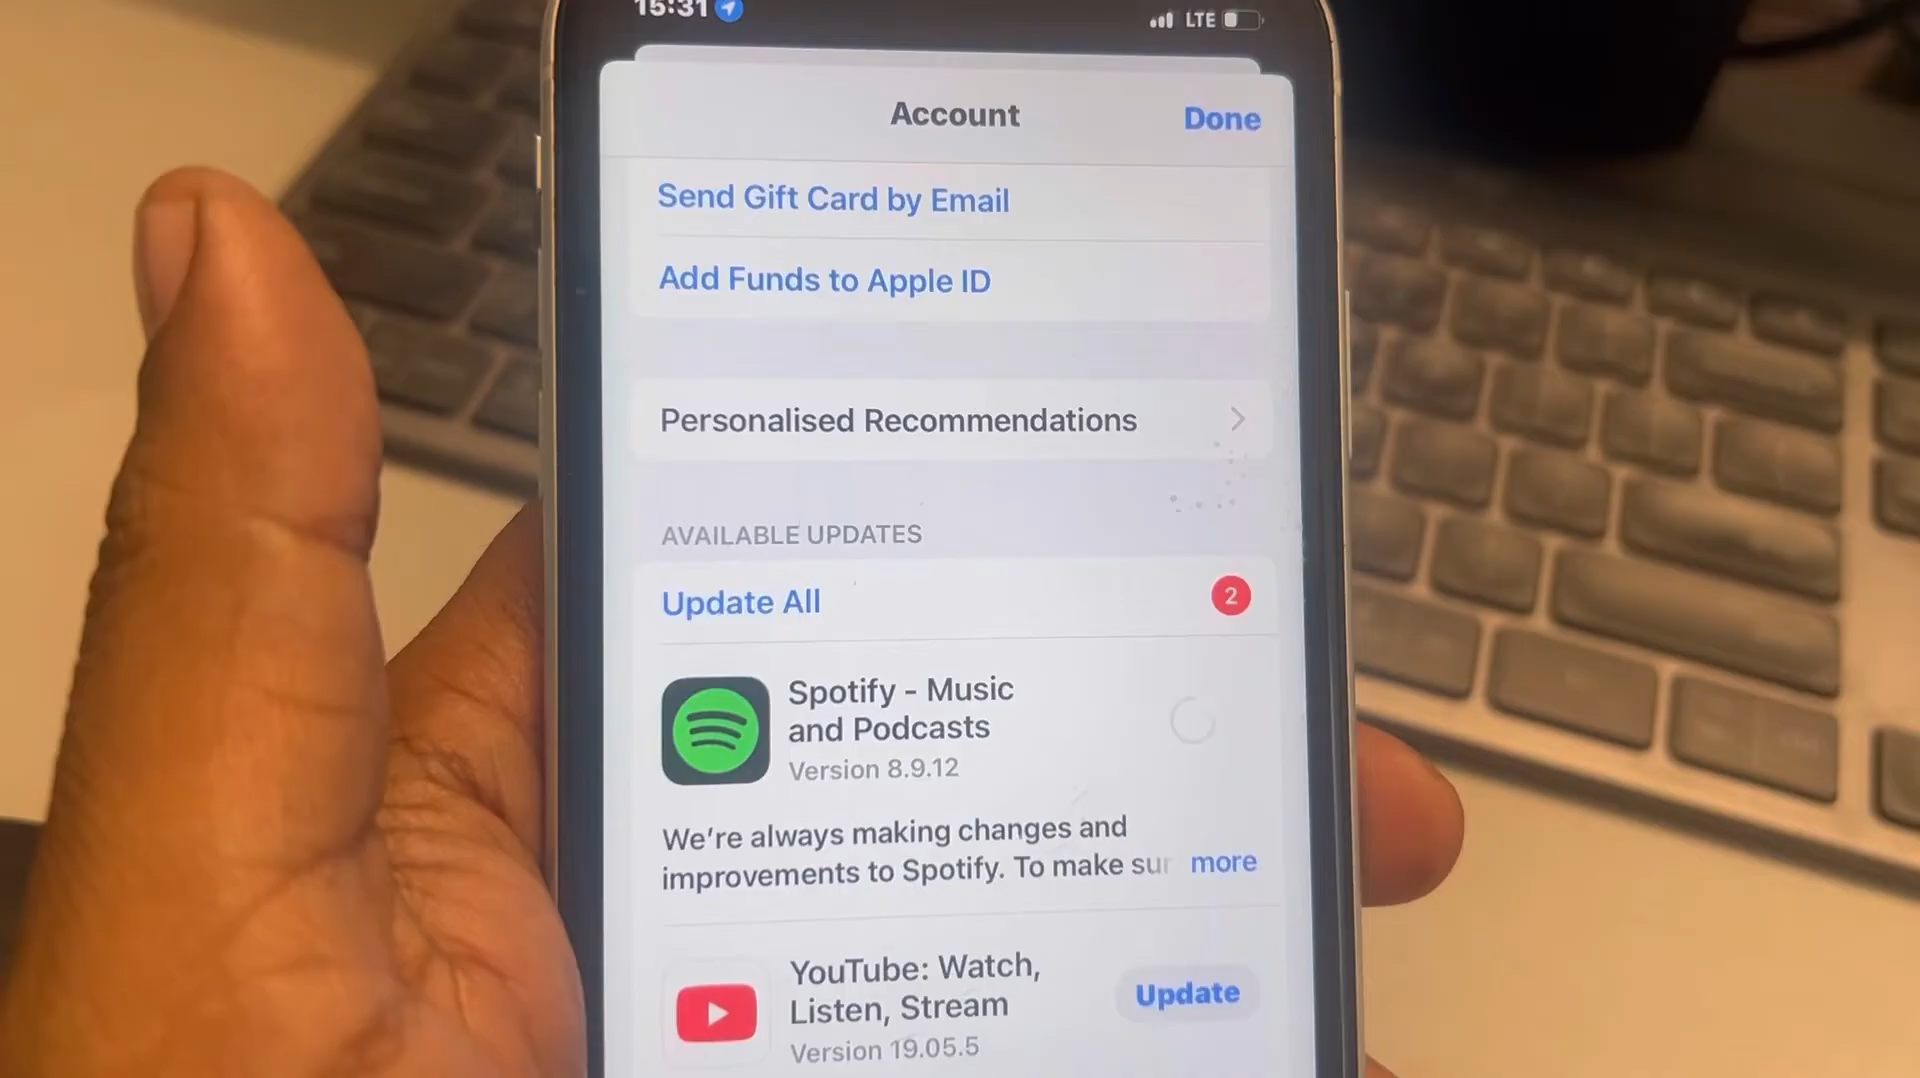 15:31
LTE
Account
Done
Send Gift Card by Email
Add Funds to Apple ID
Personalised Recommendations
AVAILABLE UPDATES
Update All
2
Spotify - Music
and Podcasts
Version 8.9.12
We're always making changes and
improvements to Spotify. To make sur more
YouTube: Watch,
Listen, Stream
Update
Version 19.05.5